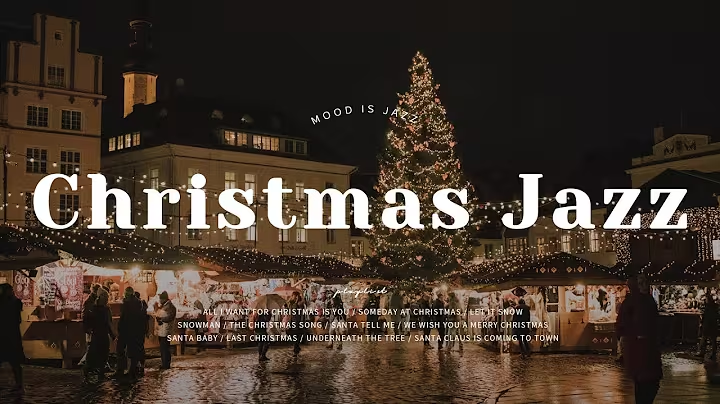 MOOD IS JAZZ
Christmas Jazz
playlist
ALL I WANT FOR CHRISTMAS IS YOU / SOMEDAY AT CHRISTMAS / LET IT SNOW
SNOWMAN / THE CHRISTMAS SONG / SANTA TELL ME / WE WISH YOU A MERRY CHRISTMAS
SANTA BABY / LAST CHRISTMAS / UNDERNEATH THE TREE / SANTA CLAUS IS COMING TO TOWN